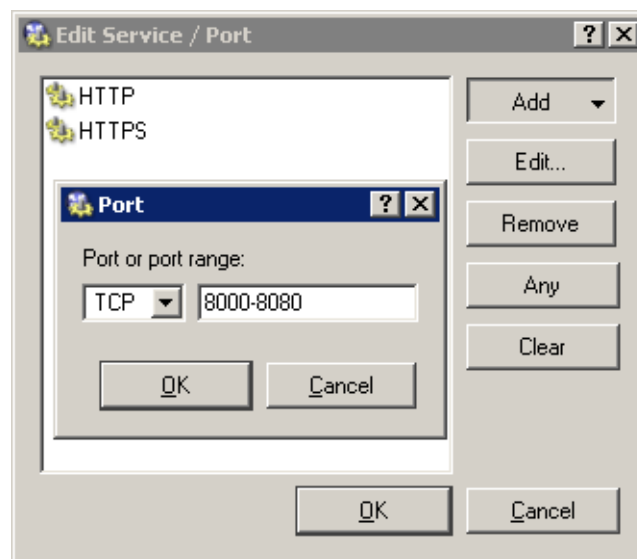 Edit Service / Port
HTTP
HTTPS
Add
Edit...
Remove
Any
Clear
Port
Port or port range:
TCP 8000-8080
OK Cancel
OK Cancel